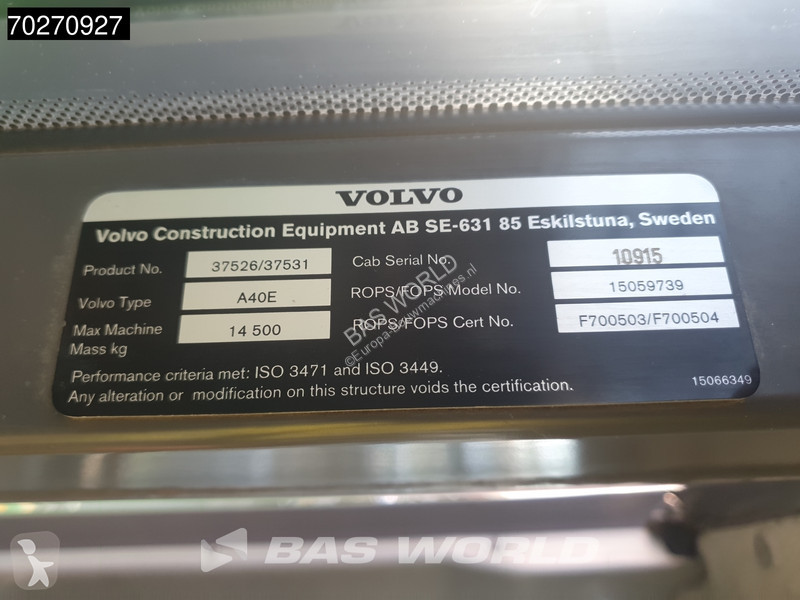 70270927
VOLVO
Volvo Construction Equipment AB SE-631 85 Eskilstuna, Sweden
Product No. 37526/37531 Cab Serial No. 10915
Volvo Type A40E ROPS/FOPS Model No. 15059739
Max Machine Mass kg 14 500 ROPS/FOPS Cert No. F700503/F700504
Performance criteria met: ISO 3471 and ISO 3449.
Any alteration or modification on this structure voids the certification. 15066349
BAS WORLD
©Europa-Bouwmachines.nl
BAS WORLD